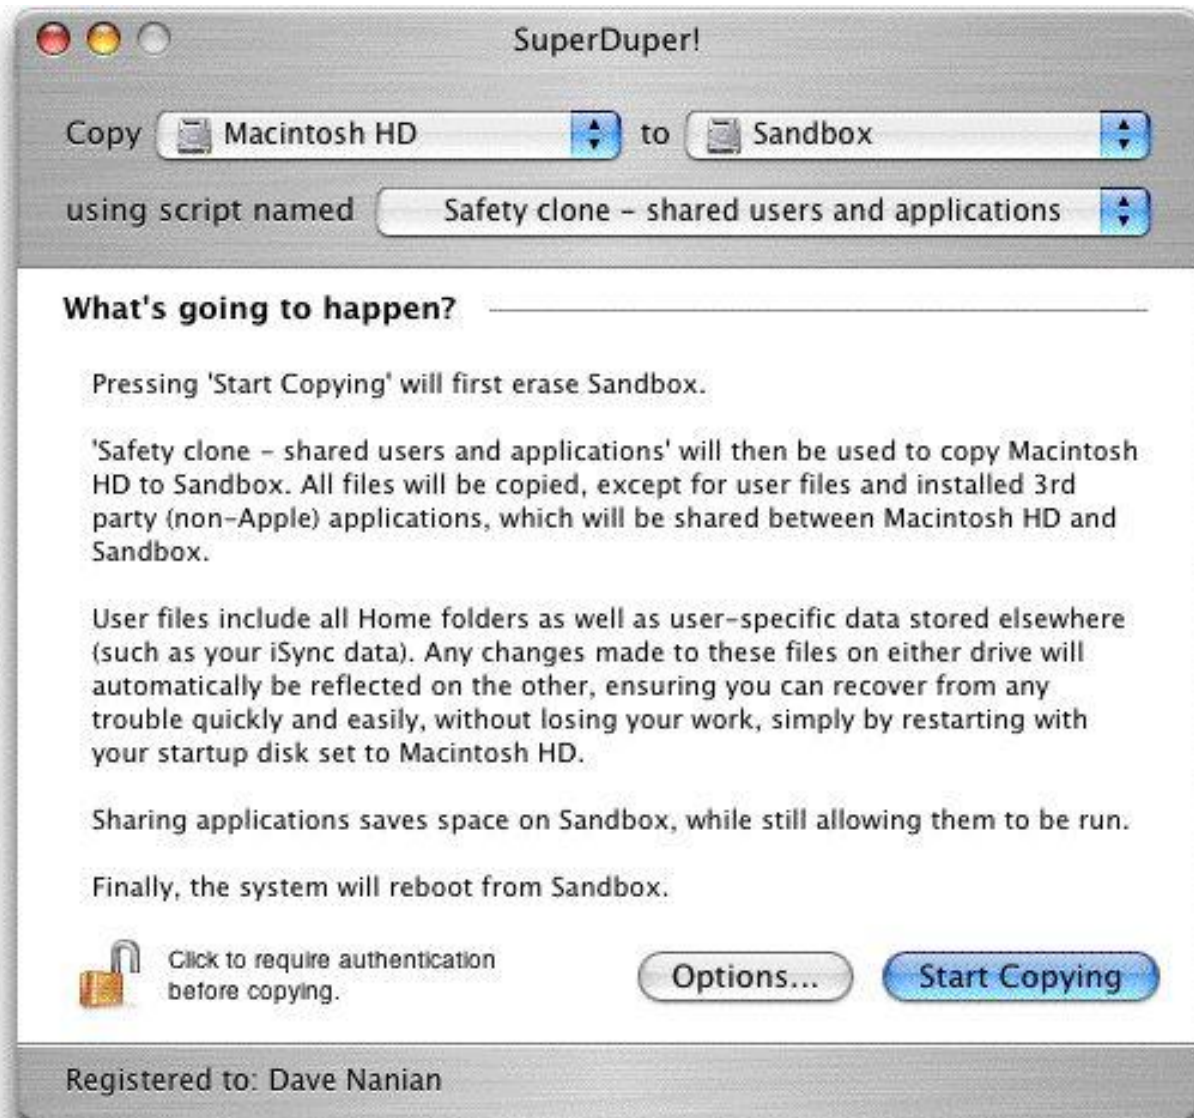 SuperDuper!
Copy Macintosh HD to Sandbox
using script named Safety clone – shared users and applications
What's going to happen?
Pressing 'Start Copying' will first erase Sandbox.
'Safety clone – shared users and applications' will then be used to copy Macintosh
HD to Sandbox. All files will be copied, except for user files and installed 3rd
party (non-Apple) applications, which will be shared between Macintosh HD and
Sandbox.
User files include all Home folders as well as user-specific data stored elsewhere
(such as your iSync data). Any changes made to these files on either drive will
automatically be reflected on the other, ensuring you can recover from any
trouble quickly and easily, without losing your work, simply by restarting with
your startup disk set to Macintosh HD.
Sharing applications saves space on Sandbox, while still allowing them to be run.
Finally, the system will reboot from Sandbox.
Click to require authentication
before copying.
Options... Start Copying
Registered to: Dave Nanian